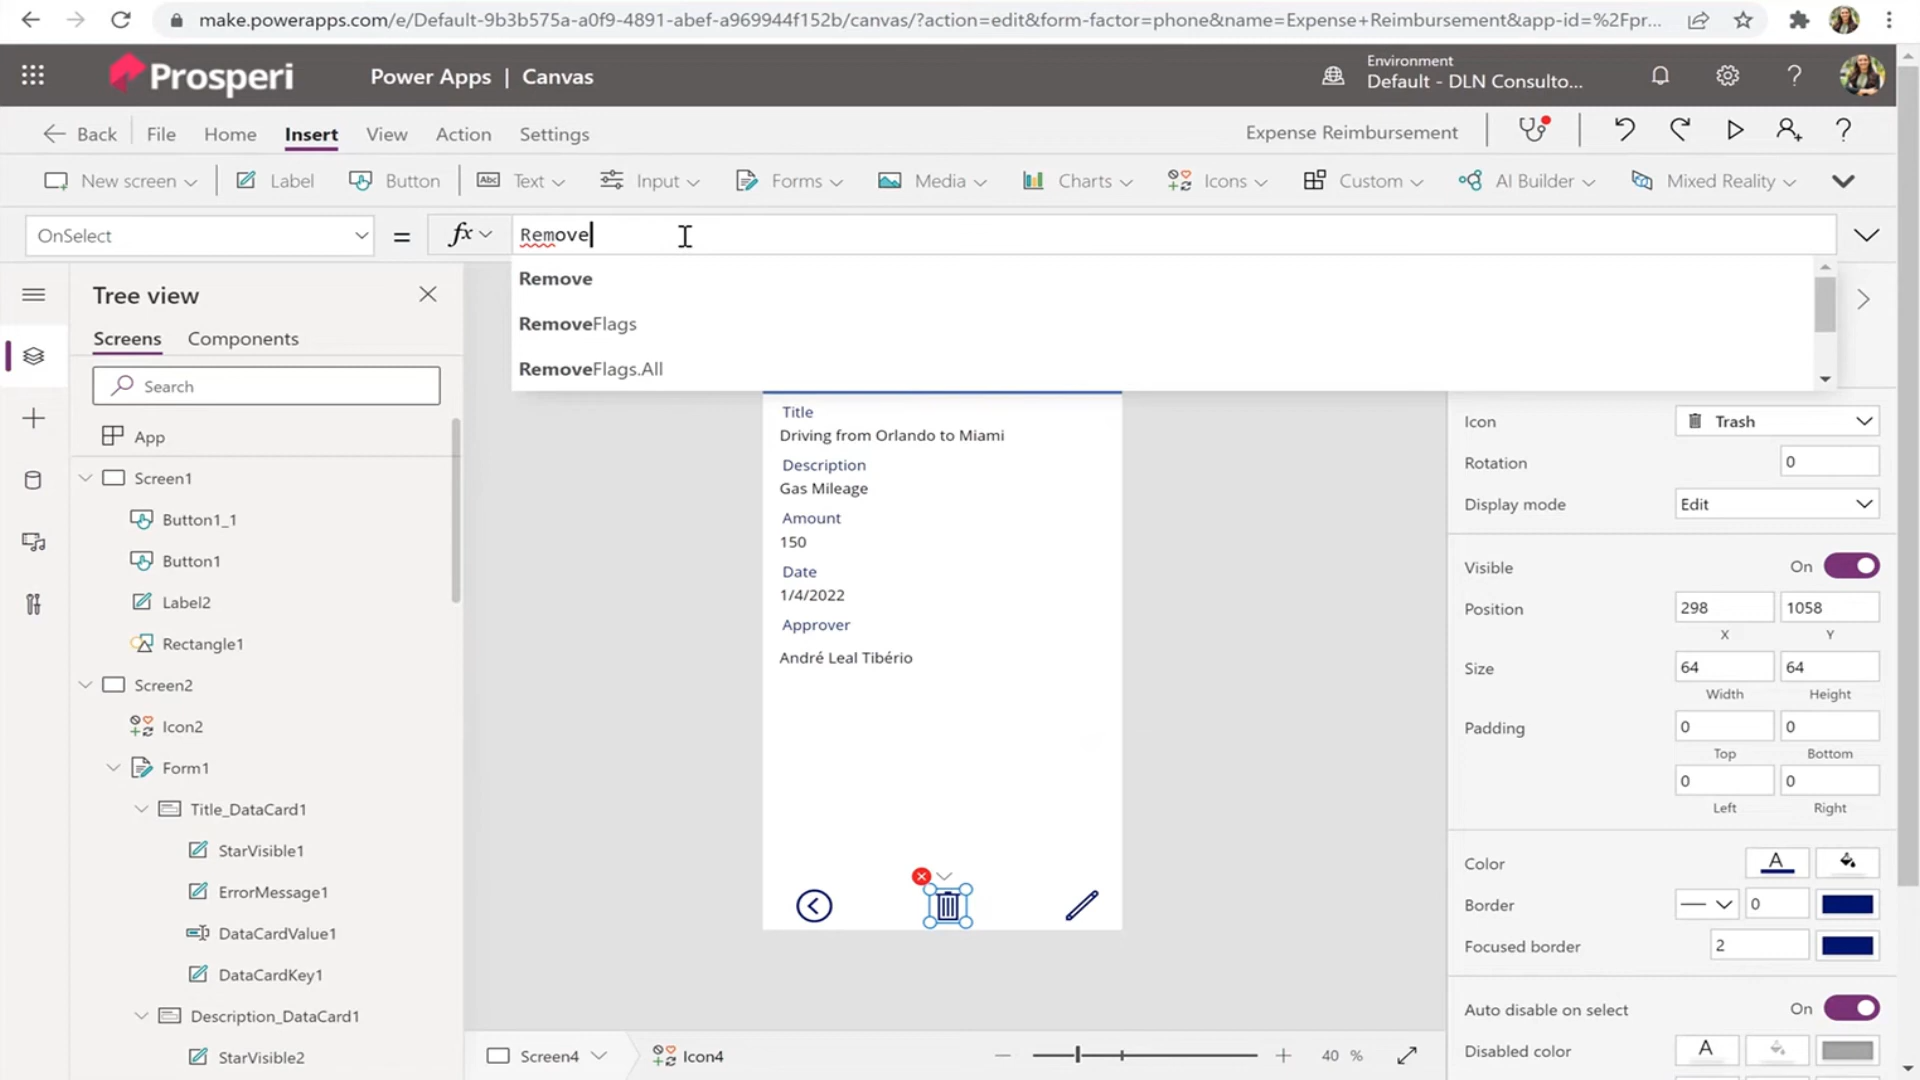 make.powerapps.com/e/Default-9b3b575a-a0f9-4891-abef-a969944f152b/canvas/?action=edit&form-factor=phone&name=Expense+Reimbursement&app-id=%2Fpr...
Prosperi
Power Apps | Canvas
Environment
Default - DLN Consulto...
Back
File
Home
Insert
View
Action
Settings
Expense Reimbursement
New screen
Label
Button
Abc
Text
Input
Forms
Media
Charts
Icons
Custom
AI Builder
Mixed Reality
OnSelect
=
fx
Remove
Remove
RemoveFlags
RemoveFlags.All
Tree view
Screens
Components
Search
App
Screen1
Button1_1
Button1
Label2
Rectangle1
Screen2
Icon2
Form1
Title_DataCard1
StarVisible1
ErrorMessage1
DataCardValue1
DataCardKey1
Description_DataCard1
StarVisible2
Title
Driving from Orlando to Miami
Description
Gas Mileage
Amount
150
Date
1/4/2022
Approver
André Leal Tibério
Screen4
Icon4
40 %
Icon
Trash
Rotation
0
Display mode
Edit
Visible
On
Position
298
1058
X
Y
Size
64
64
Width
Height
Padding
0
0
Top
Bottom
0
0
Left
Right
Color
A
Border
0
Focused border
2
Auto disable on select
On
Disabled color
A